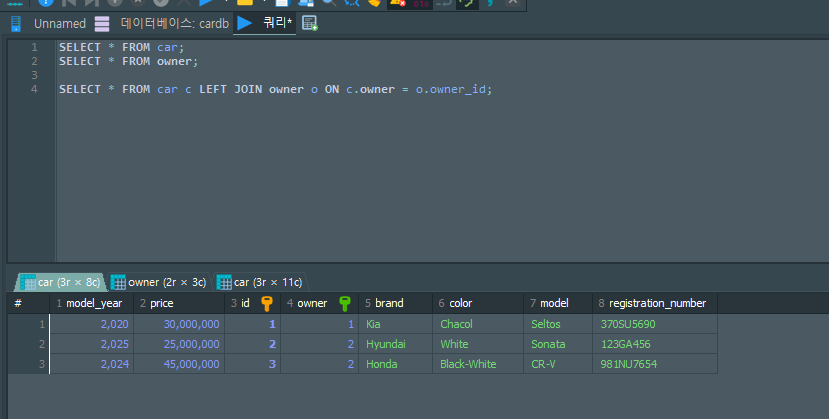 Unnamed 데이터베이스: cardb 쿼리*
1 SELECT * FROM car;
2 SELECT * FROM owner;
3
4 SELECT * FROM car c LEFT JOIN owner o ON c.owner = o.owner_id;
car (3r × 8c) owner (2r × 3c) car (3r × 11c)
# 1 model_year 2 price 3 id 4 owner 5 brand 6 color 7 model 8 registration_number
1 2,020 30,000,000 1 1 Kia Chacol Seltos 370SU5690
2 2,025 25,000,000 2 2 Hyundai White Sonata 123GA456
3 2,024 45,000,000 3 2 Honda Black-White CR-V 981NU7654